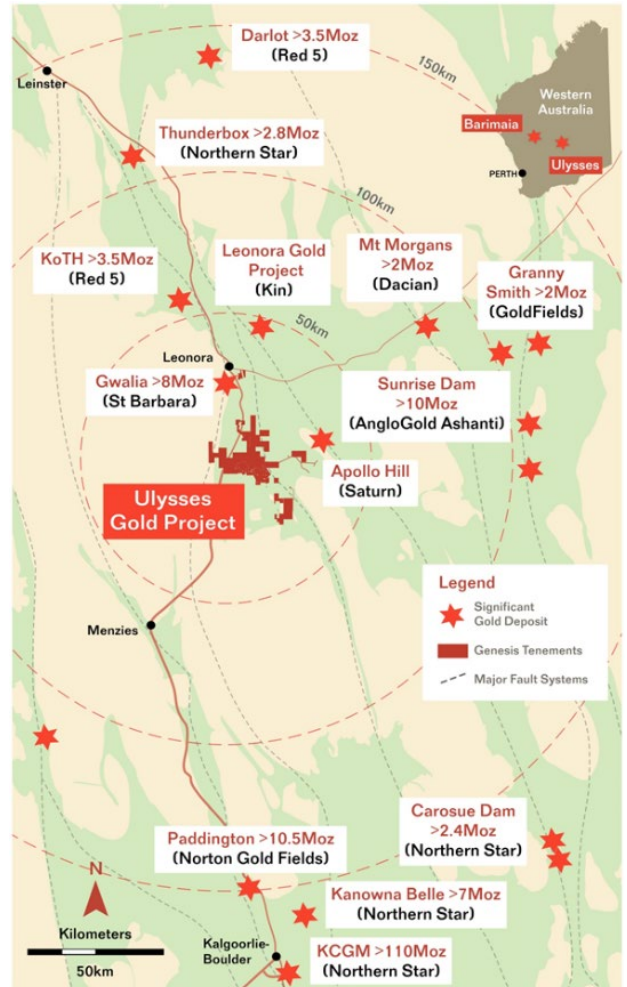 Darlot >3.5Moz
(Red 5)
150km
Leinster
Western
Australia
Barimaia
Ulysses
PERTH
Thunderbox >2.8Moz
(Northern Star)
100km
KoTH >3.5Moz
(Red 5)
Leonora Gold
Project
(Kin)
Mt Morgans
>2Moz
(Dacian)
Granny
Smith >2Moz
(GoldFields)
50km
Leonora
Gwalia >8Moz
(St Barbara)
Sunrise Dam
>10Moz
(AngloGold Ashanti)
Apollo Hill
(Saturn)
Ulysses
Gold Project
Legend
Significant
Gold Deposit
Genesis Tenements
Major Fault Systems
Menzies
Carosue Dam
>2.4Moz
(Northern Star)
Paddington >10.5Moz
(Norton Gold Fields)
N
Kilometers
50km
Kanowna Belle >7Moz
(Northern Star)
Kalgoorlie-
Boulder
KCGM >110Moz
(Northern Star)